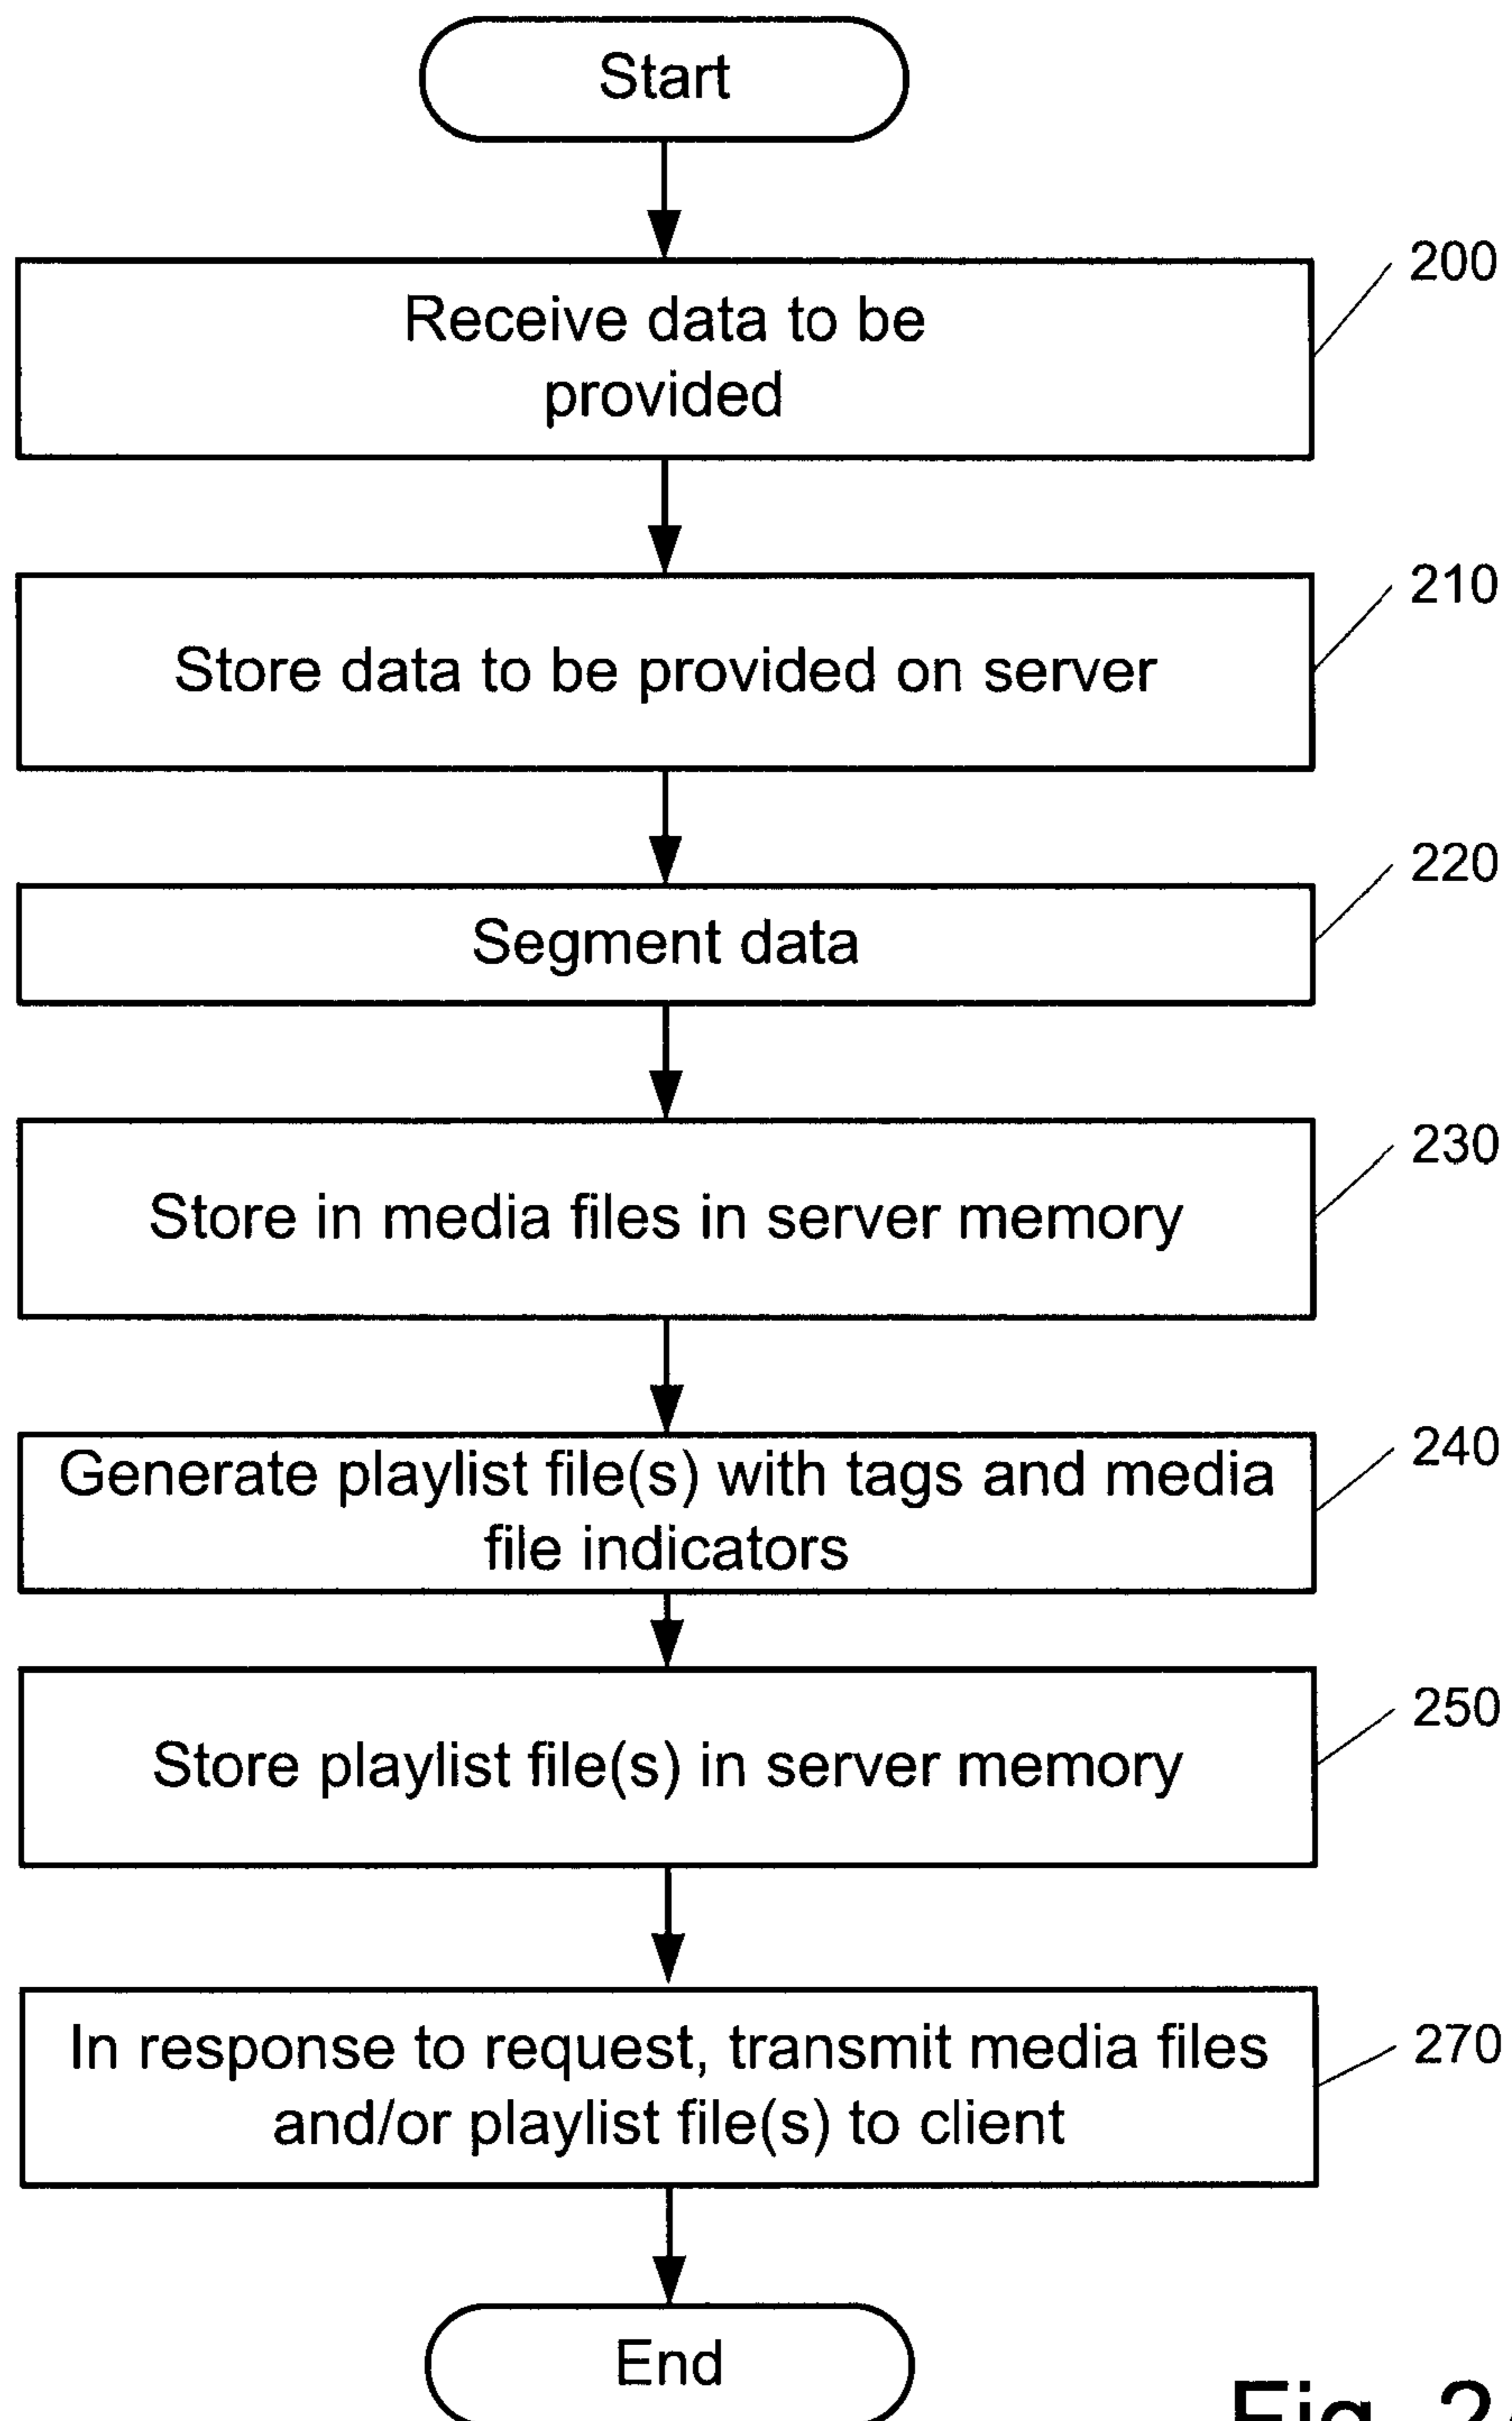 Start
200
Receive data to be
provided
210
Store data to be provided on server
220
Segment data
230
Store in media files in server memory
240
Generate playlist file(s) with tags and media
file indicators
250
Store playlist file(s) in server memory
270
In response to request, transmit media files
and/or playlist file(s) to client
End
Fig. 2